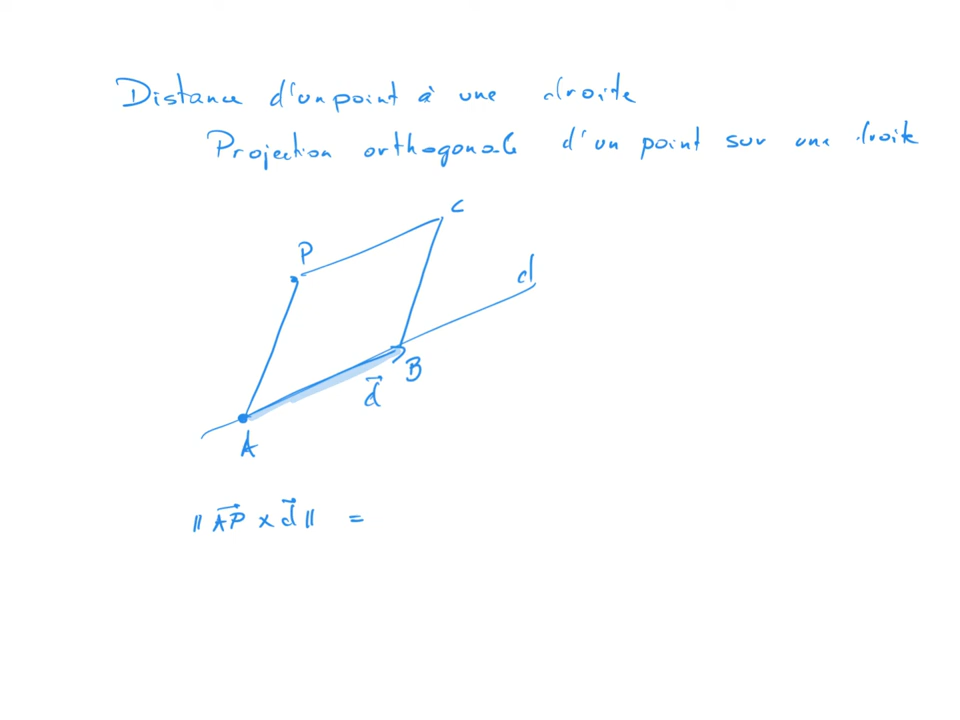 Distance d'un point à une droite
Projection orthogonale d'un point sur une droite
C
P
d
B
d⃗
A
‖ AP⃗ × d⃗ ‖ =